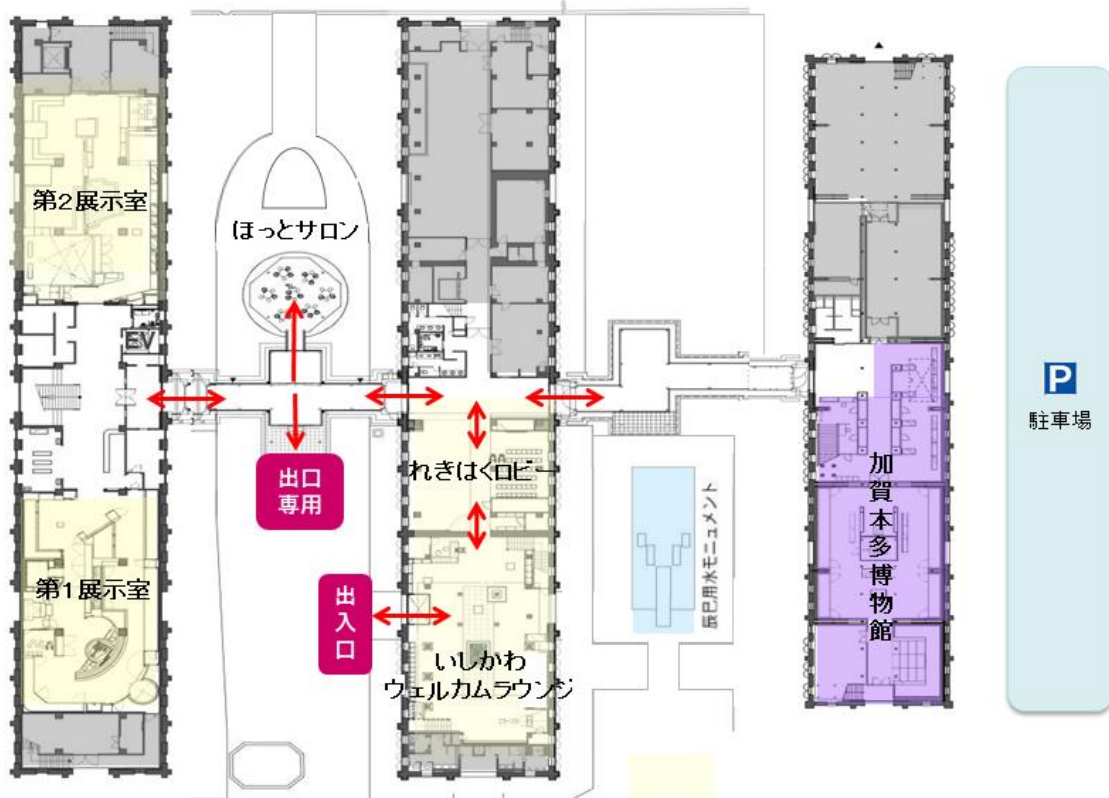 第2展示室
ほっとサロン
EV
出口
専用
れきはくロビー
第1展示室
出入口
いしかわ
ウェルカムラウンジ
辰巳用水モニュメント
加賀本多博物館
P
駐車場